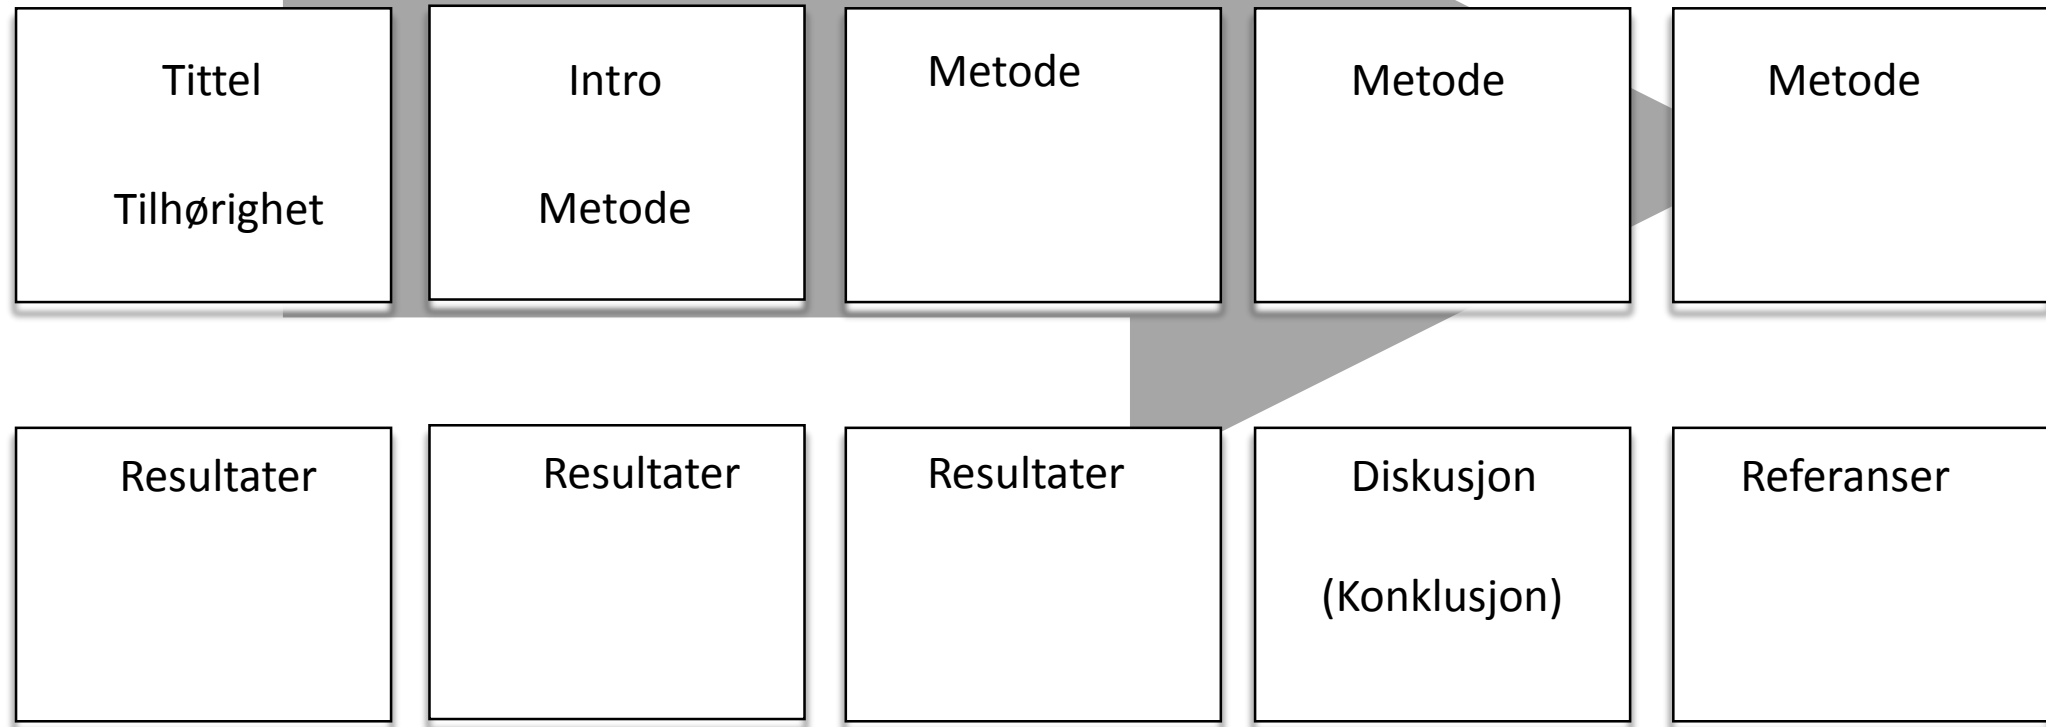 Tittel
Tilhørighet
Intro
Metode
Metode
Metode
Metode
Resultater
Resultater
Resultater
Diskusjon
(Konklusjon)
Referanser